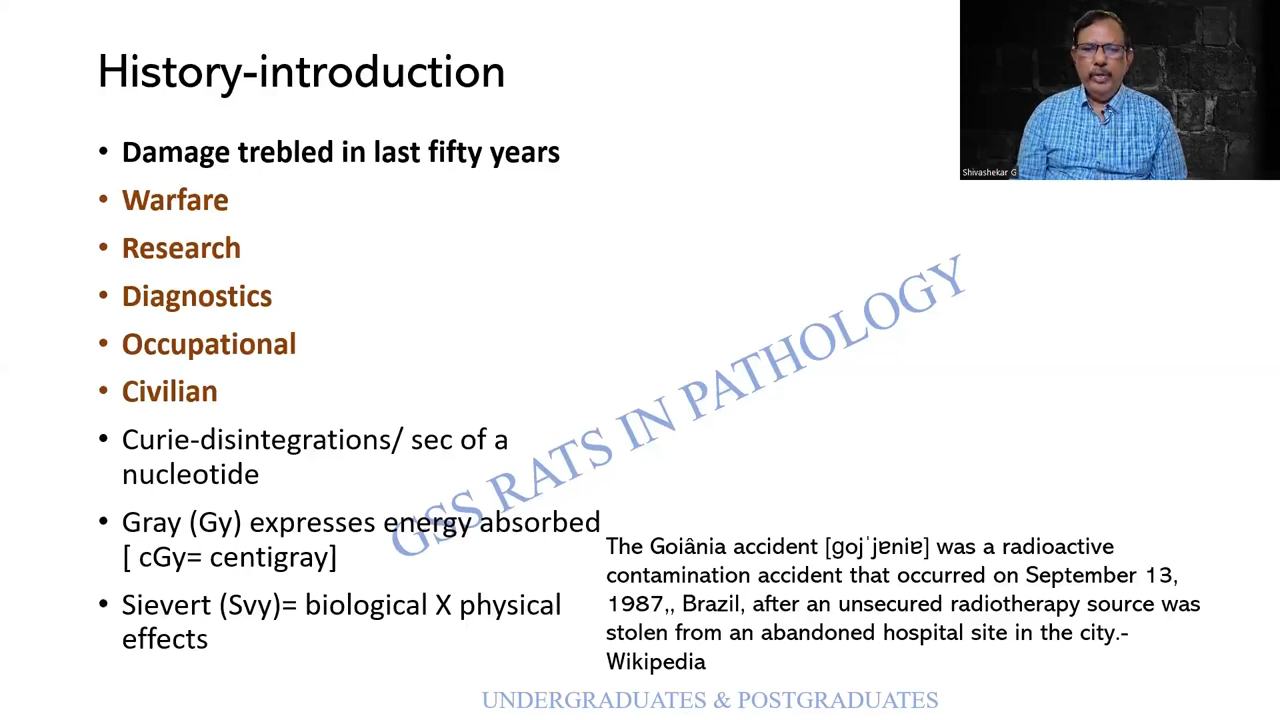 History-introduction
• Damage trebled in last fifty years
• Warfare
• Research
• Diagnostics
• Occupational
• Civilian
• Curie-disintegrations/ sec of a
nucleotide
• Gray (Gy) expresses energy absorbed
[ cGy= centigray]
• Sievert (Svy)= biological X physical
effects
Shivashekar G
GSS RATS IN PATHOLOGY
The Goiânia accident [ɡojˈjɐniɐ] was a radioactive
contamination accident that occurred on September 13,
1987,, Brazil, after an unsecured radiotherapy source was
stolen from an abandoned hospital site in the city.-
Wikipedia
UNDERGRADUATES & POSTGRADUATES